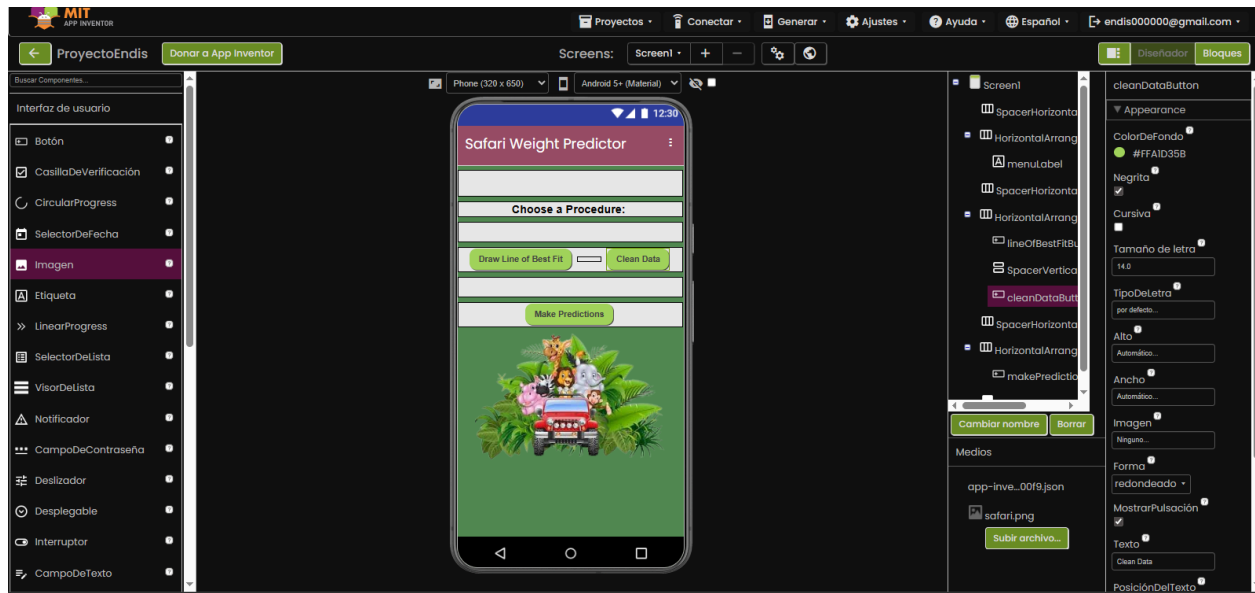 MIT
APP INVENTOR
Proyectos
Conectar
Generar
Ajustes
Ayuda
Español
endis000000@gmail.com
ProyectoEndis
Donar a App Inventor
Screens:
Screen1
+
−
Diseñador
Bloques
Buscar Componentes...
Interfaz de usuario
Botón
CasillaDeVerificación
CircularProgress
SelectorDeFecha
Imagen
Etiqueta
LinearProgress
SelectorDeLista
VisorDeLista
Notificador
CampoDeContraseña
Deslizador
Desplegable
Interruptor
CampoDeTexto
Phone (320 x 650)
Android 5+ (Material)
12:30
Safari Weight Predictor
Choose a Procedure:
Draw Line of Best Fit
Clean Data
Make Predictions
Screen1
SpacerHorizonta
HorizontalArrang
menuLabel
SpacerHorizonta
HorizontalArrang
lineOfBestFitBu
SpacerVertica
cleanDataButt
SpacerHorizonta
HorizontalArrang
makePredictio
Cambiar nombre
Borrar
Medios
app-inve…00f9.json
safari.png
Subir archivo...
cleanDataButton
Appearance
ColorDeFondo
#FFA1D35B
Negrita
Cursiva
Tamaño de letra
14.0
TipoDeLetra
por defecto...
Alto
Automático...
Ancho
Automático...
Imagen
Ninguno...
Forma
redondeado
MostrarPulsación
Texto
Clean Data
PosiciónDelTexto